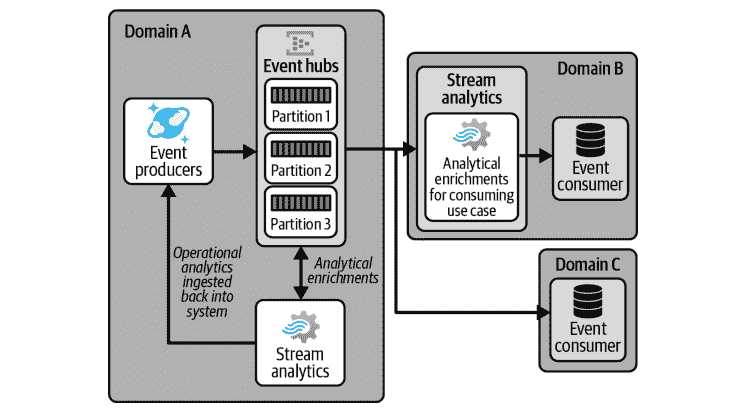 Domain A
Event hubs
Partition 1
Partition 2
Partition 3
Event
producers
Operational
analytics
ingested
back into
system
Analytical
enrichments
Stream
analytics
Domain B
Stream
analytics
Analytical
enrichments
for consuming
use case
Event
consumer
Domain C
Event
consumer